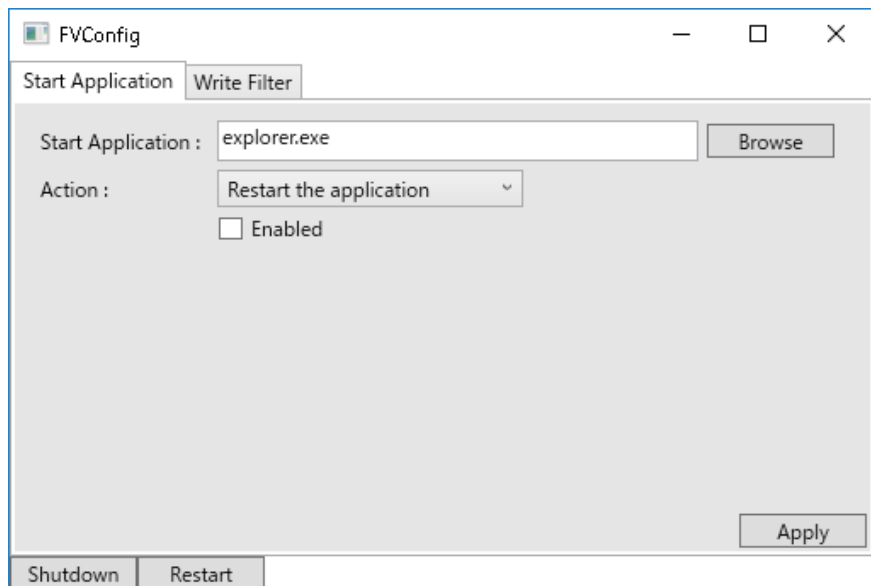 FVConfig
Start Application Write Filter
Start Application : explorer.exe Browse
Action : Restart the application
Enabled
Apply
Shutdown Restart